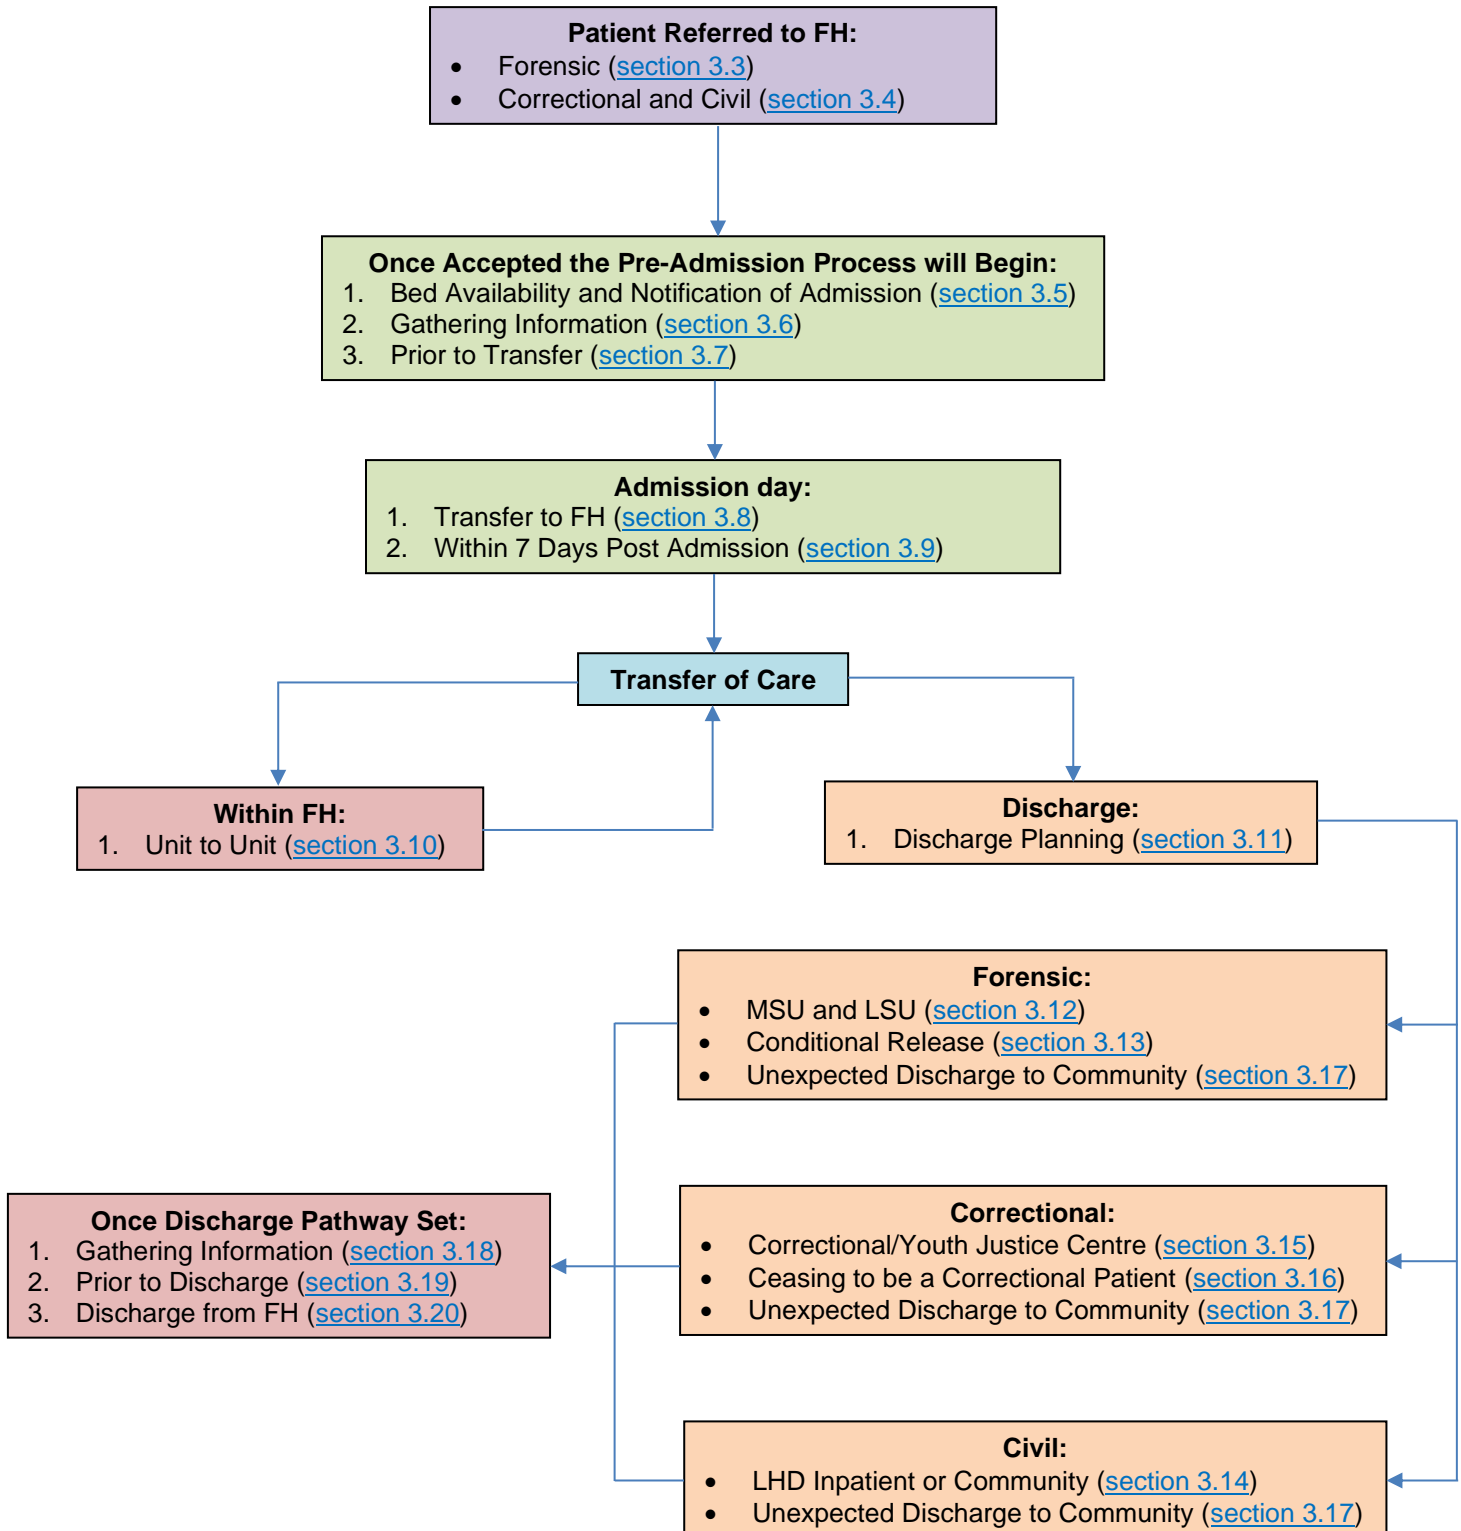 Patient Referred to FH:
• Forensic (section 3.3)
• Correctional and Civil (section 3.4)
Once Accepted the Pre-Admission Process will Begin:
1. Bed Availability and Notification of Admission (section 3.5)
2. Gathering Information (section 3.6)
3. Prior to Transfer (section 3.7)
Admission day:
1. Transfer to FH (section 3.8)
2. Within 7 Days Post Admission (section 3.9)
Transfer of Care
Within FH:
1. Unit to Unit (section 3.10)
Discharge:
1. Discharge Planning (section 3.11)
Forensic:
• MSU and LSU (section 3.12)
• Conditional Release (section 3.13)
• Unexpected Discharge to Community (section 3.17)
Correctional:
• Correctional/Youth Justice Centre (section 3.15)
• Ceasing to be a Correctional Patient (section 3.16)
• Unexpected Discharge to Community (section 3.17)
Once Discharge Pathway Set:
1. Gathering Information (section 3.18)
2. Prior to Discharge (section 3.19)
3. Discharge from FH (section 3.20)
Civil:
• LHD Inpatient or Community (section 3.14)
• Unexpected Discharge to Community (section 3.17)